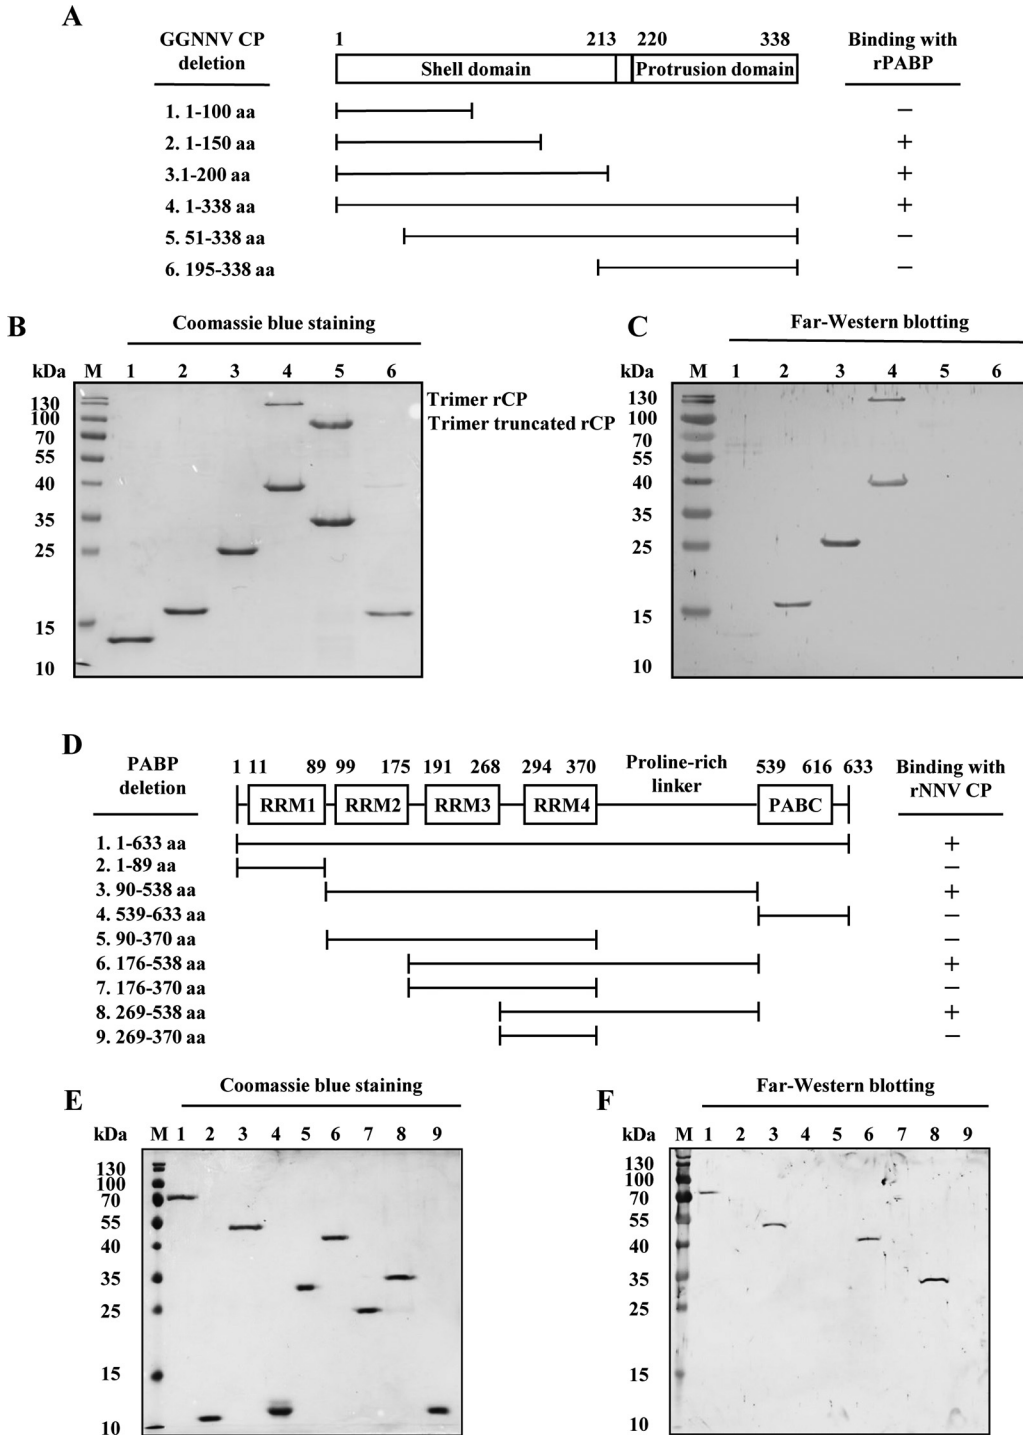 A
GGNNV CP deletion
1 213 220 338
Binding with rPABP
Shell domain Protrusion domain
1. 1-100 aa −
2. 1-150 aa +
3.1-200 aa +
4. 1-338 aa +
5. 51-338 aa −
6. 195-338 aa −
B
Coomassie blue staining
kDa M 1 2 3 4 5 6
130
100
70
55
40
35
25
15
10
Trimer rCP
Trimer truncated rCP
C
Far-Western blotting
kDa M 1 2 3 4 5 6
130
100
70
55
40
35
25
15
10
D
PABP deletion
1 11 89 99 175 191 268 294 370 Proline-rich linker 539 616 633
Binding with rNNV CP
RRM1 RRM2 RRM3 RRM4 PABC
1. 1-633 aa +
2. 1-89 aa −
3. 90-538 aa +
4. 539-633 aa −
5. 90-370 aa −
6. 176-538 aa +
7. 176-370 aa −
8. 269-538 aa +
9. 269-370 aa −
E
Coomassie blue staining
kDa M 1 2 3 4 5 6 7 8 9
130
100
70
55
40
35
25
15
10
F
Far-Western blotting
kDa M 1 2 3 4 5 6 7 8 9
130
100
70
55
40
35
25
15
10